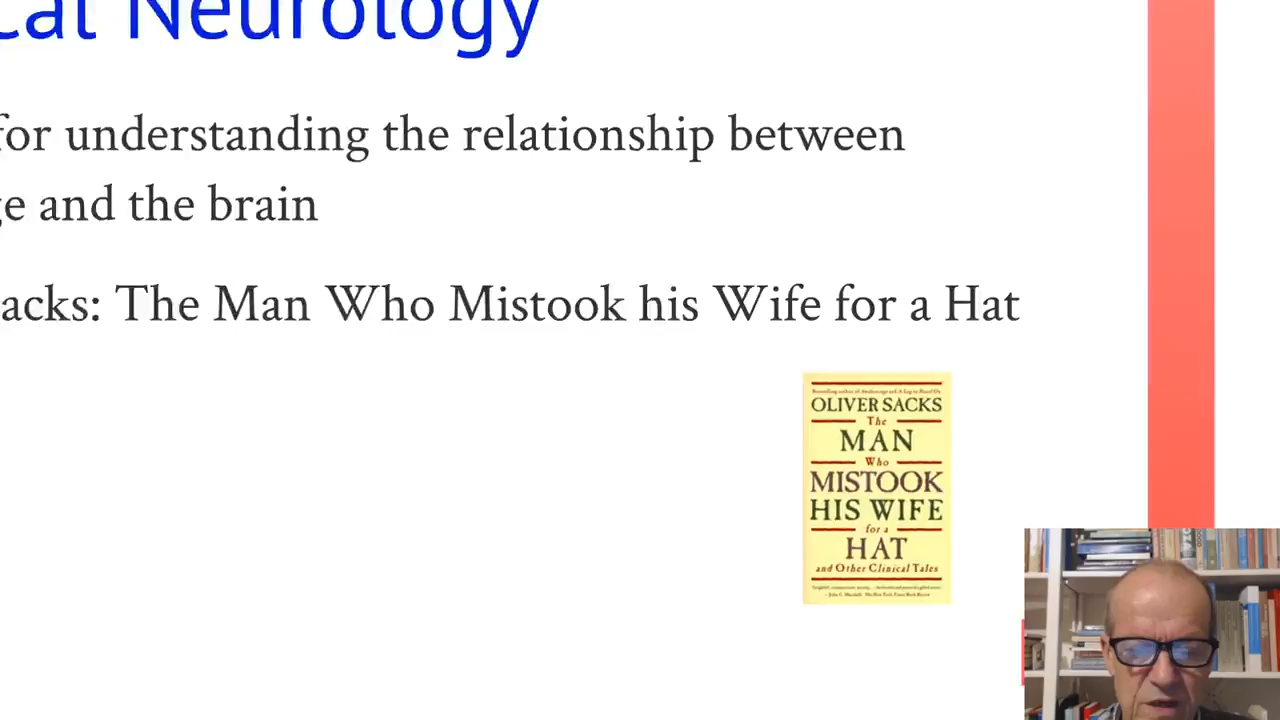 cal Neurology
for understanding the relationship between
ge and the brain
acks: The Man Who Mistook his Wife for a Hat
Bestselling author of Awakenings and A Leg to Stand On
OLIVER SACKS
The
MAN
Who
MISTOOK
HIS WIFE
for a
HAT
and Other Clinical Tales